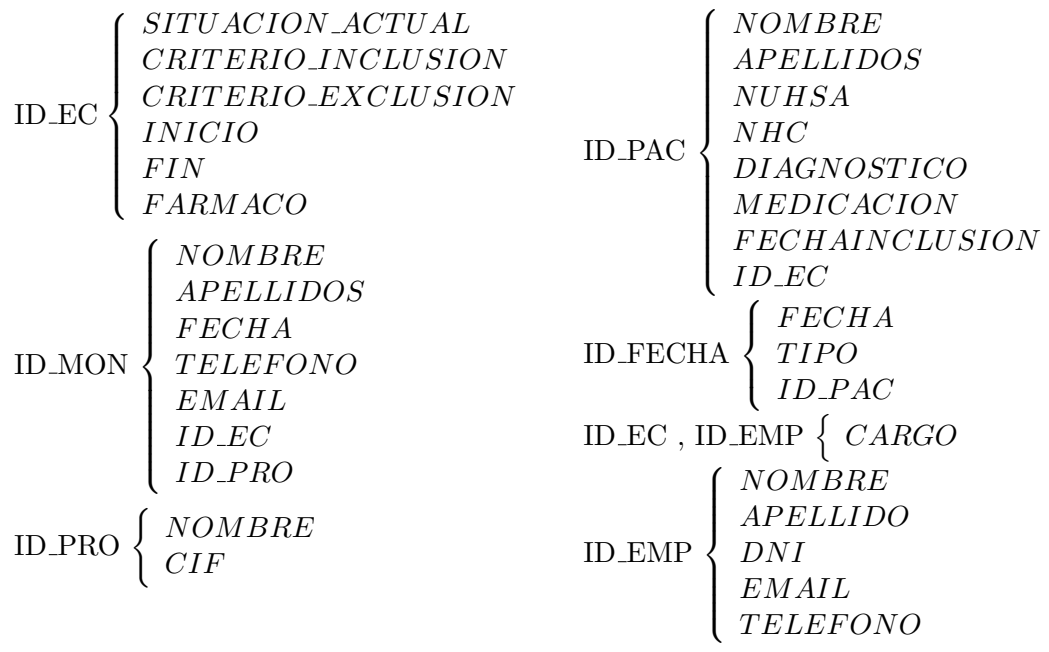 ID_EC
SITUACION_ACTUAL
CRITERIO_INCLUSION
CRITERIO_EXCLUSION
INICIO
FIN
FARMACO
ID_MON
NOMBRE
APELLIDOS
FECHA
TELEFONO
EMAIL
ID_EC
ID_PRO
ID_PRO
NOMBRE
CIF
ID_PAC
NOMBRE
APELLIDOS
NUHSA
NHC
DIAGNOSTICO
MEDICACION
FECHAINCLUSION
ID_EC
ID_FECHA
FECHA
TIPO
ID_PAC
ID_EC , ID_EMP { CARGO
ID_EMP
NOMBRE
APELLIDO
DNI
EMAIL
TELEFONO